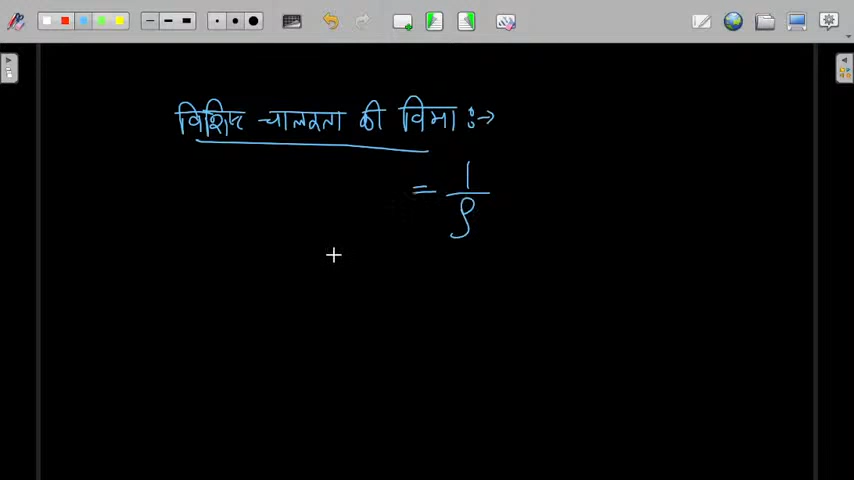 विशिष्ट चालकता की विमा :→
= 1/ρ